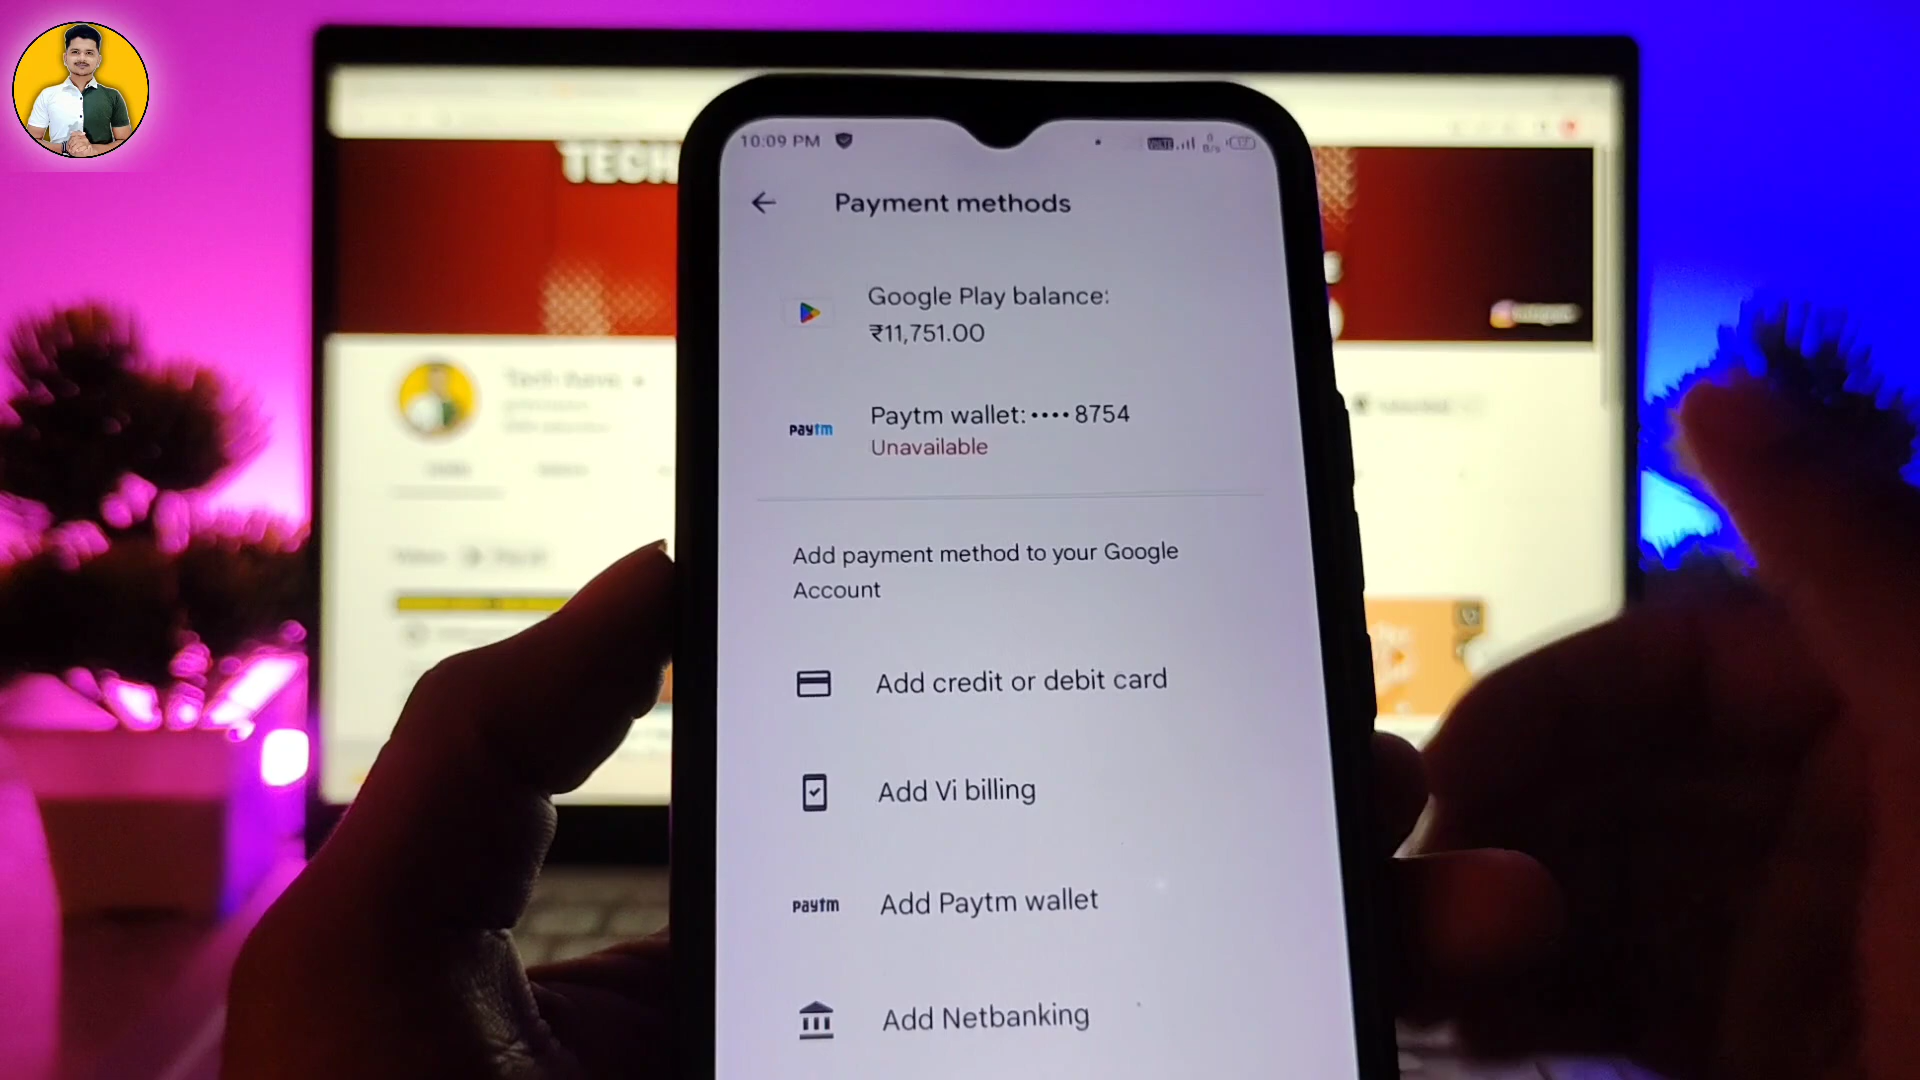 TECH
10:09 PM
Payment methods
Google Play balance:
₹11,751.00
paytm
Paytm wallet: •••• 8754
Unavailable
Add payment method to your Google
Account
Add credit or debit card
Add Vi billing
paytm
Add Paytm wallet
Add Netbanking